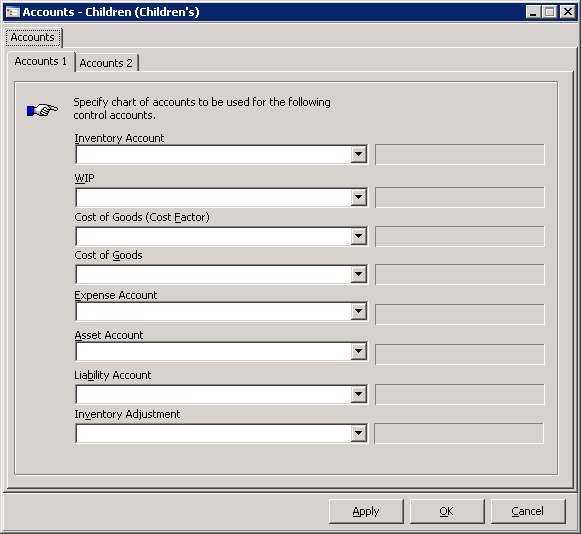 Accounts - Children (Children's)
Accounts
Accounts 1
Accounts 2
Specify chart of accounts to be used for the following
control accounts.
Inventory Account
WIP
Cost of Goods (Cost Factor)
Cost of Goods
Expense Account
Asset Account
Liability Account
Inventory Adjustment
Apply
OK
Cancel